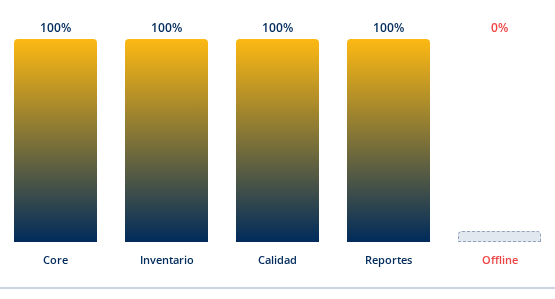 100% 100% 100% 100% 0%
Core Inventario Calidad Reportes Offline